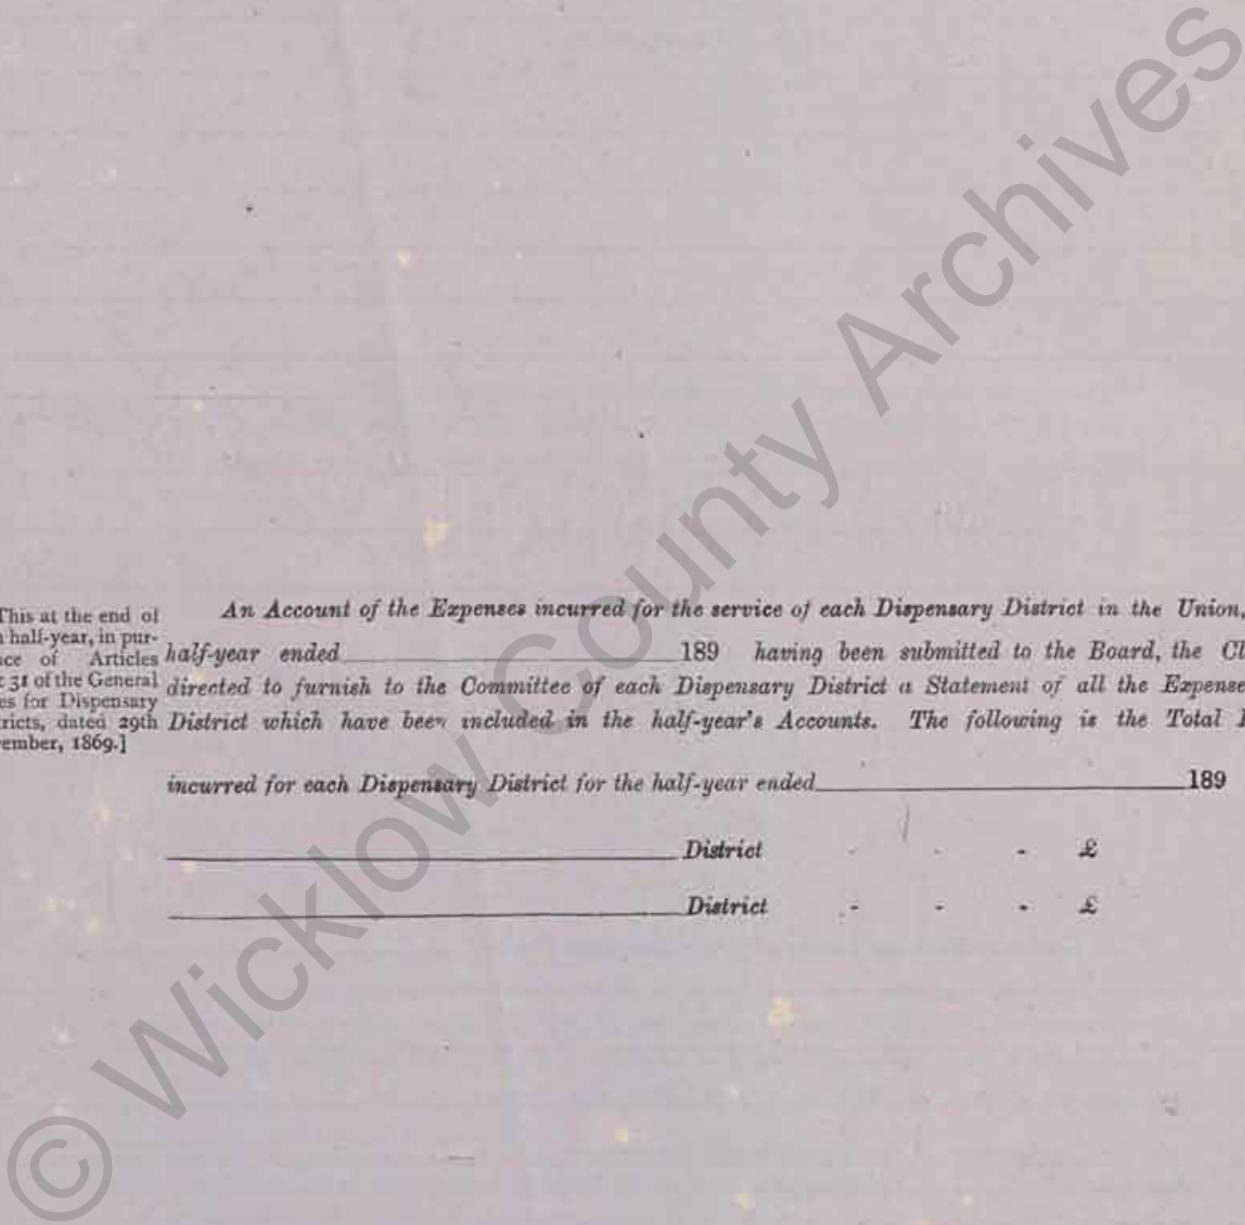 This at the end of
half-year, in pur-
ce of Articles
31 of the General
es for Dispensary
ricts, dated 29th
ember, 1869.]
An Account of the Expenses incurred for the service of each Dispensary District in the Union,
half-year ended 189 having been submitted to the Board, the Cl
directed to furnish to the Committee of each Dispensary District a Statement of all the Expense
District which have been included in the half-year's Accounts. The following is the Total
incurred for each Dispensary District for the half-year ended 189
District - - - £
District - - - £
© Wicklow County Archives